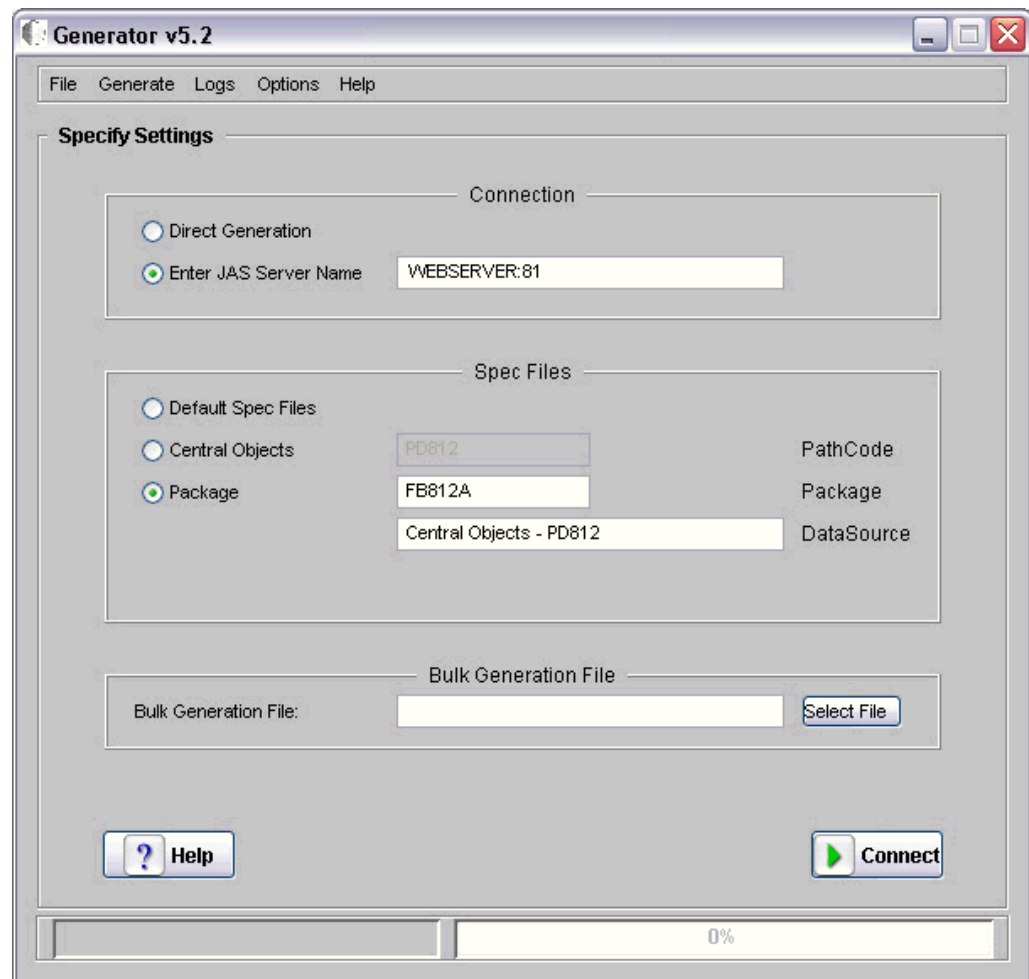 Generator v5.2
File Generate Logs Options Help
Specify Settings
Connection
Direct Generation
Enter JAS Server Name WEBSERVER:81
Spec Files
Default Spec Files
Central Objects PD812 PathCode
Package FB812A Package
Central Objects - PD812 DataSource
Bulk Generation File
Bulk Generation File: Select File
? Help Connect
0%